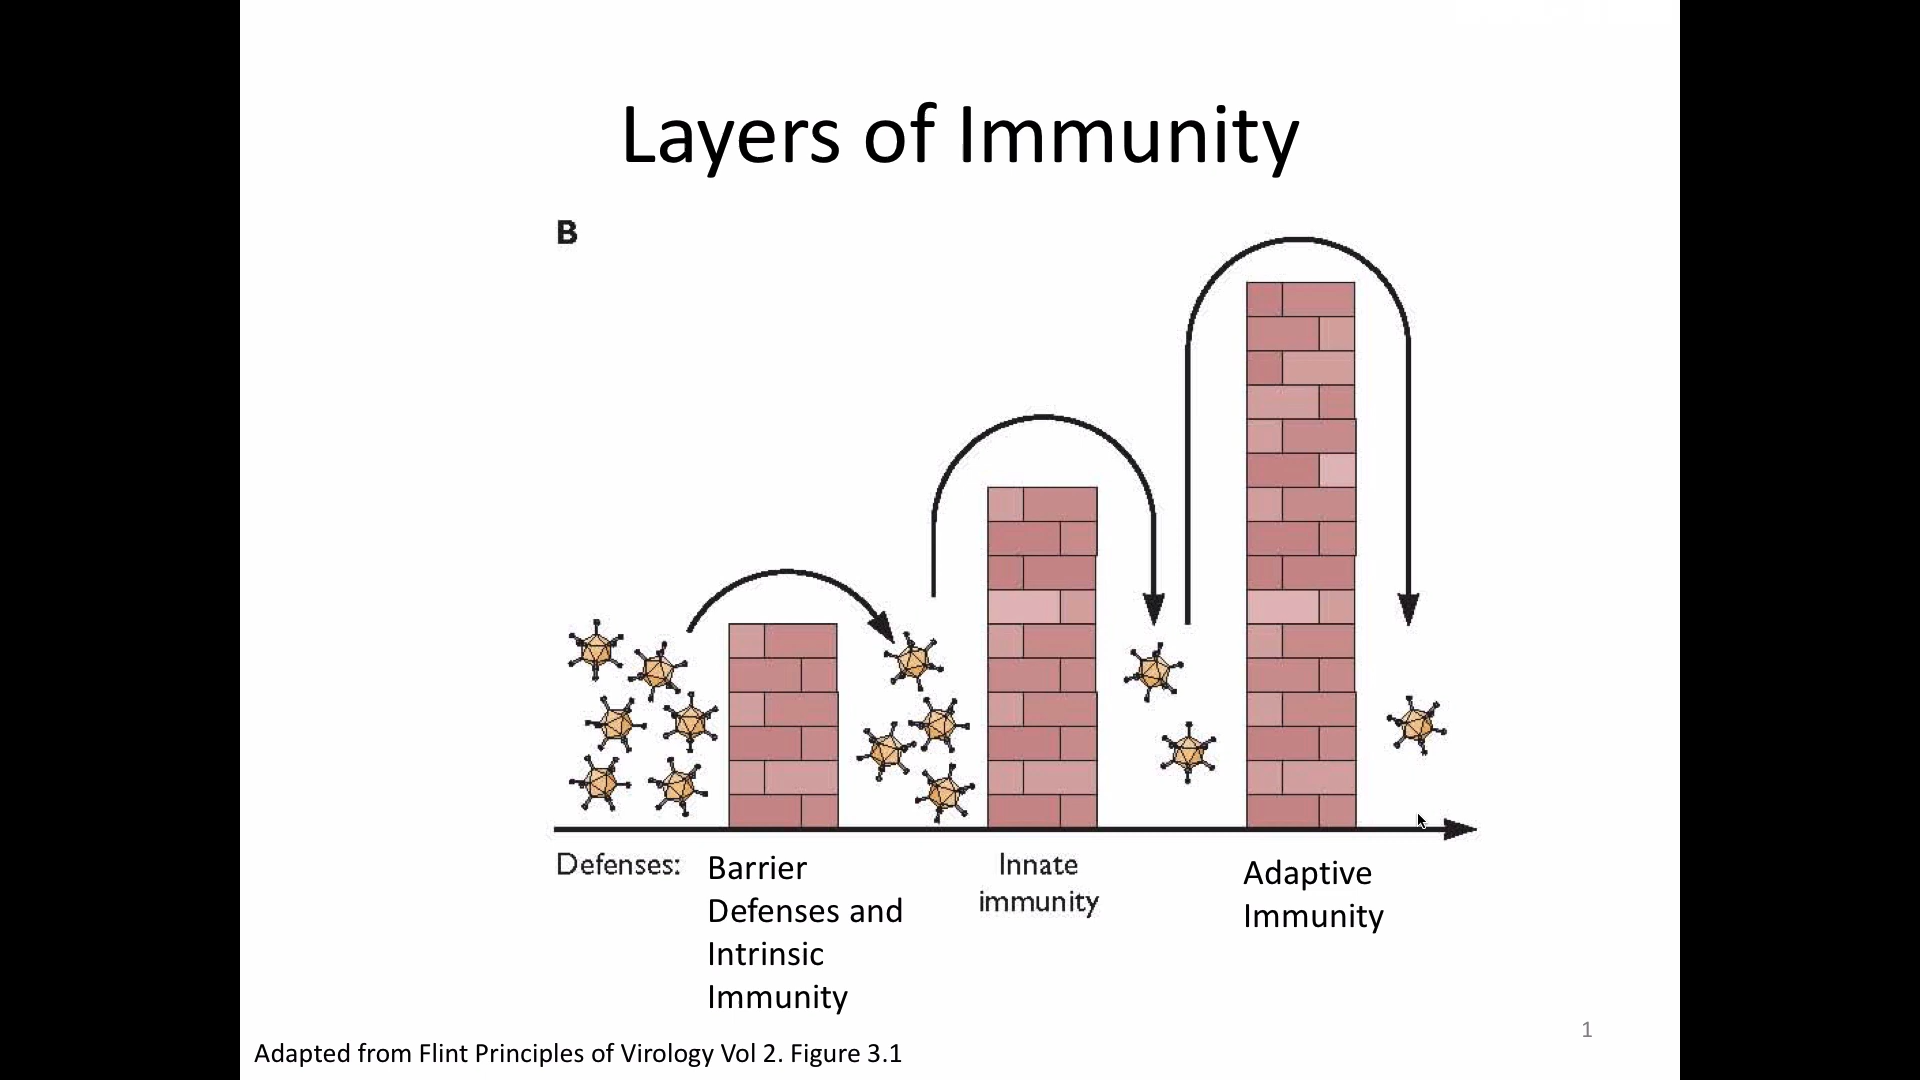 Layers of Immunity
B
Defenses:
Barrier
Defenses and
Intrinsic
Immunity
Innate
immunity
Adaptive
Immunity
1
Adapted from Flint Principles of Virology Vol 2. Figure 3.1